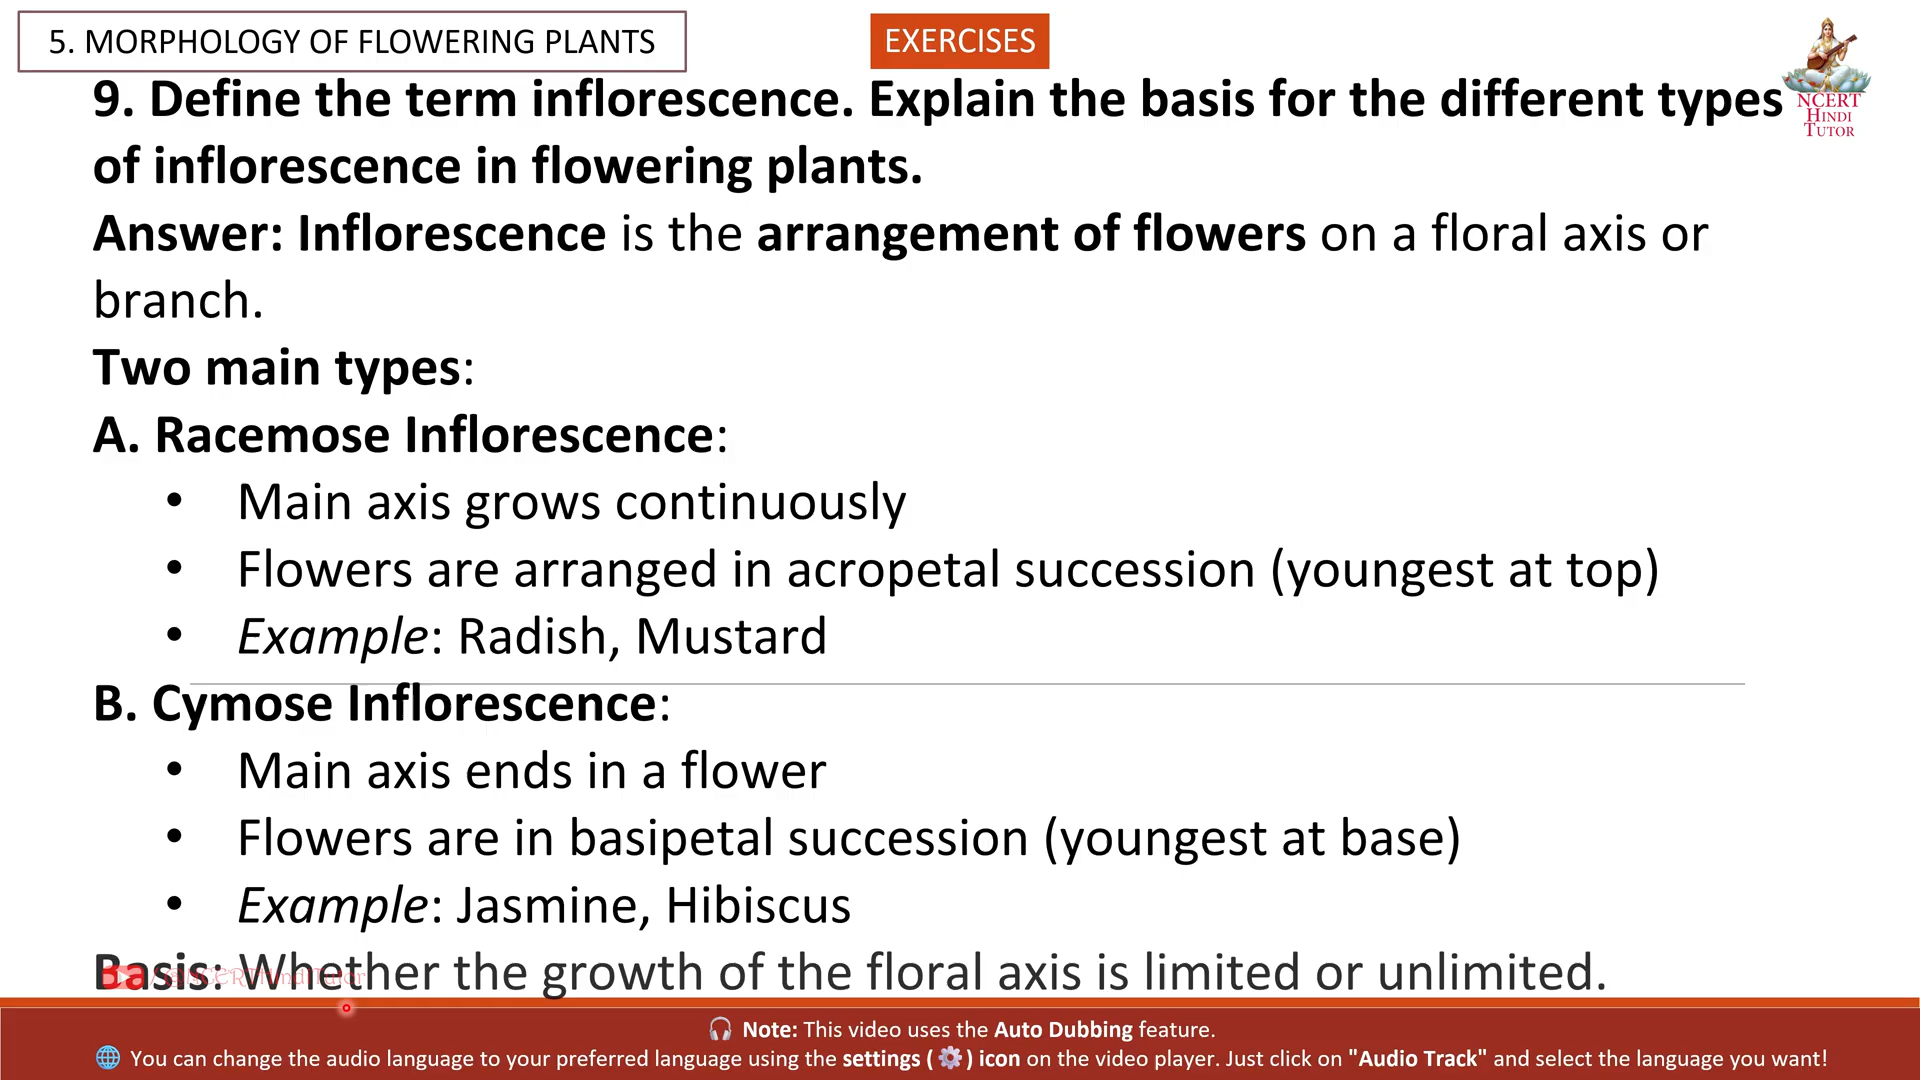 5. MORPHOLOGY OF FLOWERING PLANTS
EXERCISES
NCERT
HINDI
TUTOR
9. Define the term inflorescence. Explain the basis for the different types
of inflorescence in flowering plants.
Answer: Inflorescence is the arrangement of flowers on a floral axis or
branch.
Two main types:
A. Racemose Inflorescence:
• Main axis grows continuously
• Flowers are arranged in acropetal succession (youngest at top)
• Example: Radish, Mustard
B. Cymose Inflorescence:
• Main axis ends in a flower
• Flowers are in basipetal succession (youngest at base)
• Example: Jasmine, Hibiscus
Basis: Whether the growth of the floral axis is limited or unlimited.
/ @NCERTHindiTutor
🎧 Note: This video uses the Auto Dubbing feature.
🌐 You can change the audio language to your preferred language using the settings ( ⚙️ ) icon on the video player. Just click on "Audio Track" and select the language you want!